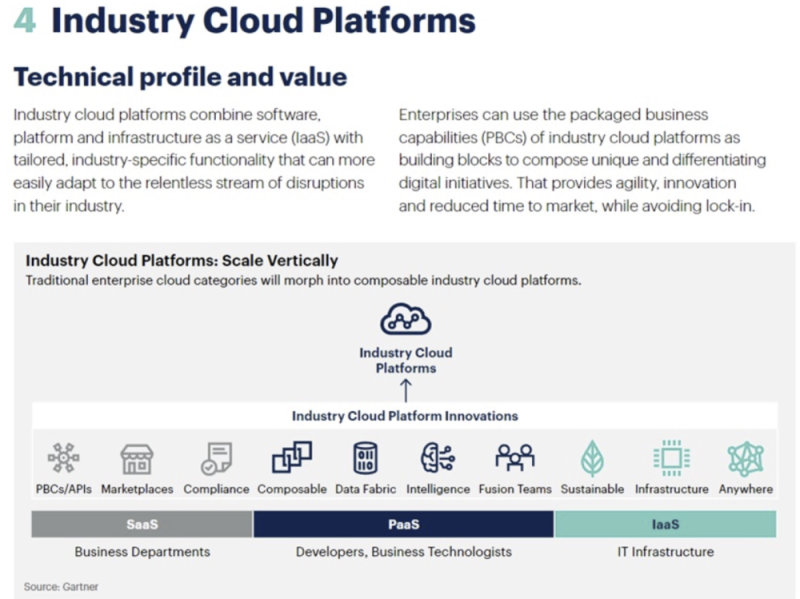 4 Industry Cloud Platforms
Technical profile and value
Industry cloud platforms combine software,
platform and infrastructure as a service (IaaS) with
tailored, industry-specific functionality that can more
easily adapt to the relentless stream of disruptions
in their industry.
Enterprises can use the packaged business
capabilities (PBCs) of industry cloud platforms as
building blocks to compose unique and differentiating
digital initiatives. That provides agility, innovation
and reduced time to market, while avoiding lock-in.
Industry Cloud Platforms: Scale Vertically
Traditional enterprise cloud categories will morph into composable industry cloud platforms.
Industry Cloud
Platforms
Industry Cloud Platform Innovations
PBCs/APIs Marketplaces Compliance Composable Data Fabric Intelligence Fusion Teams Sustainable Infrastructure Anywhere
SaaS PaaS IaaS
Business Departments Developers, Business Technologists IT Infrastructure
Source: Gartner